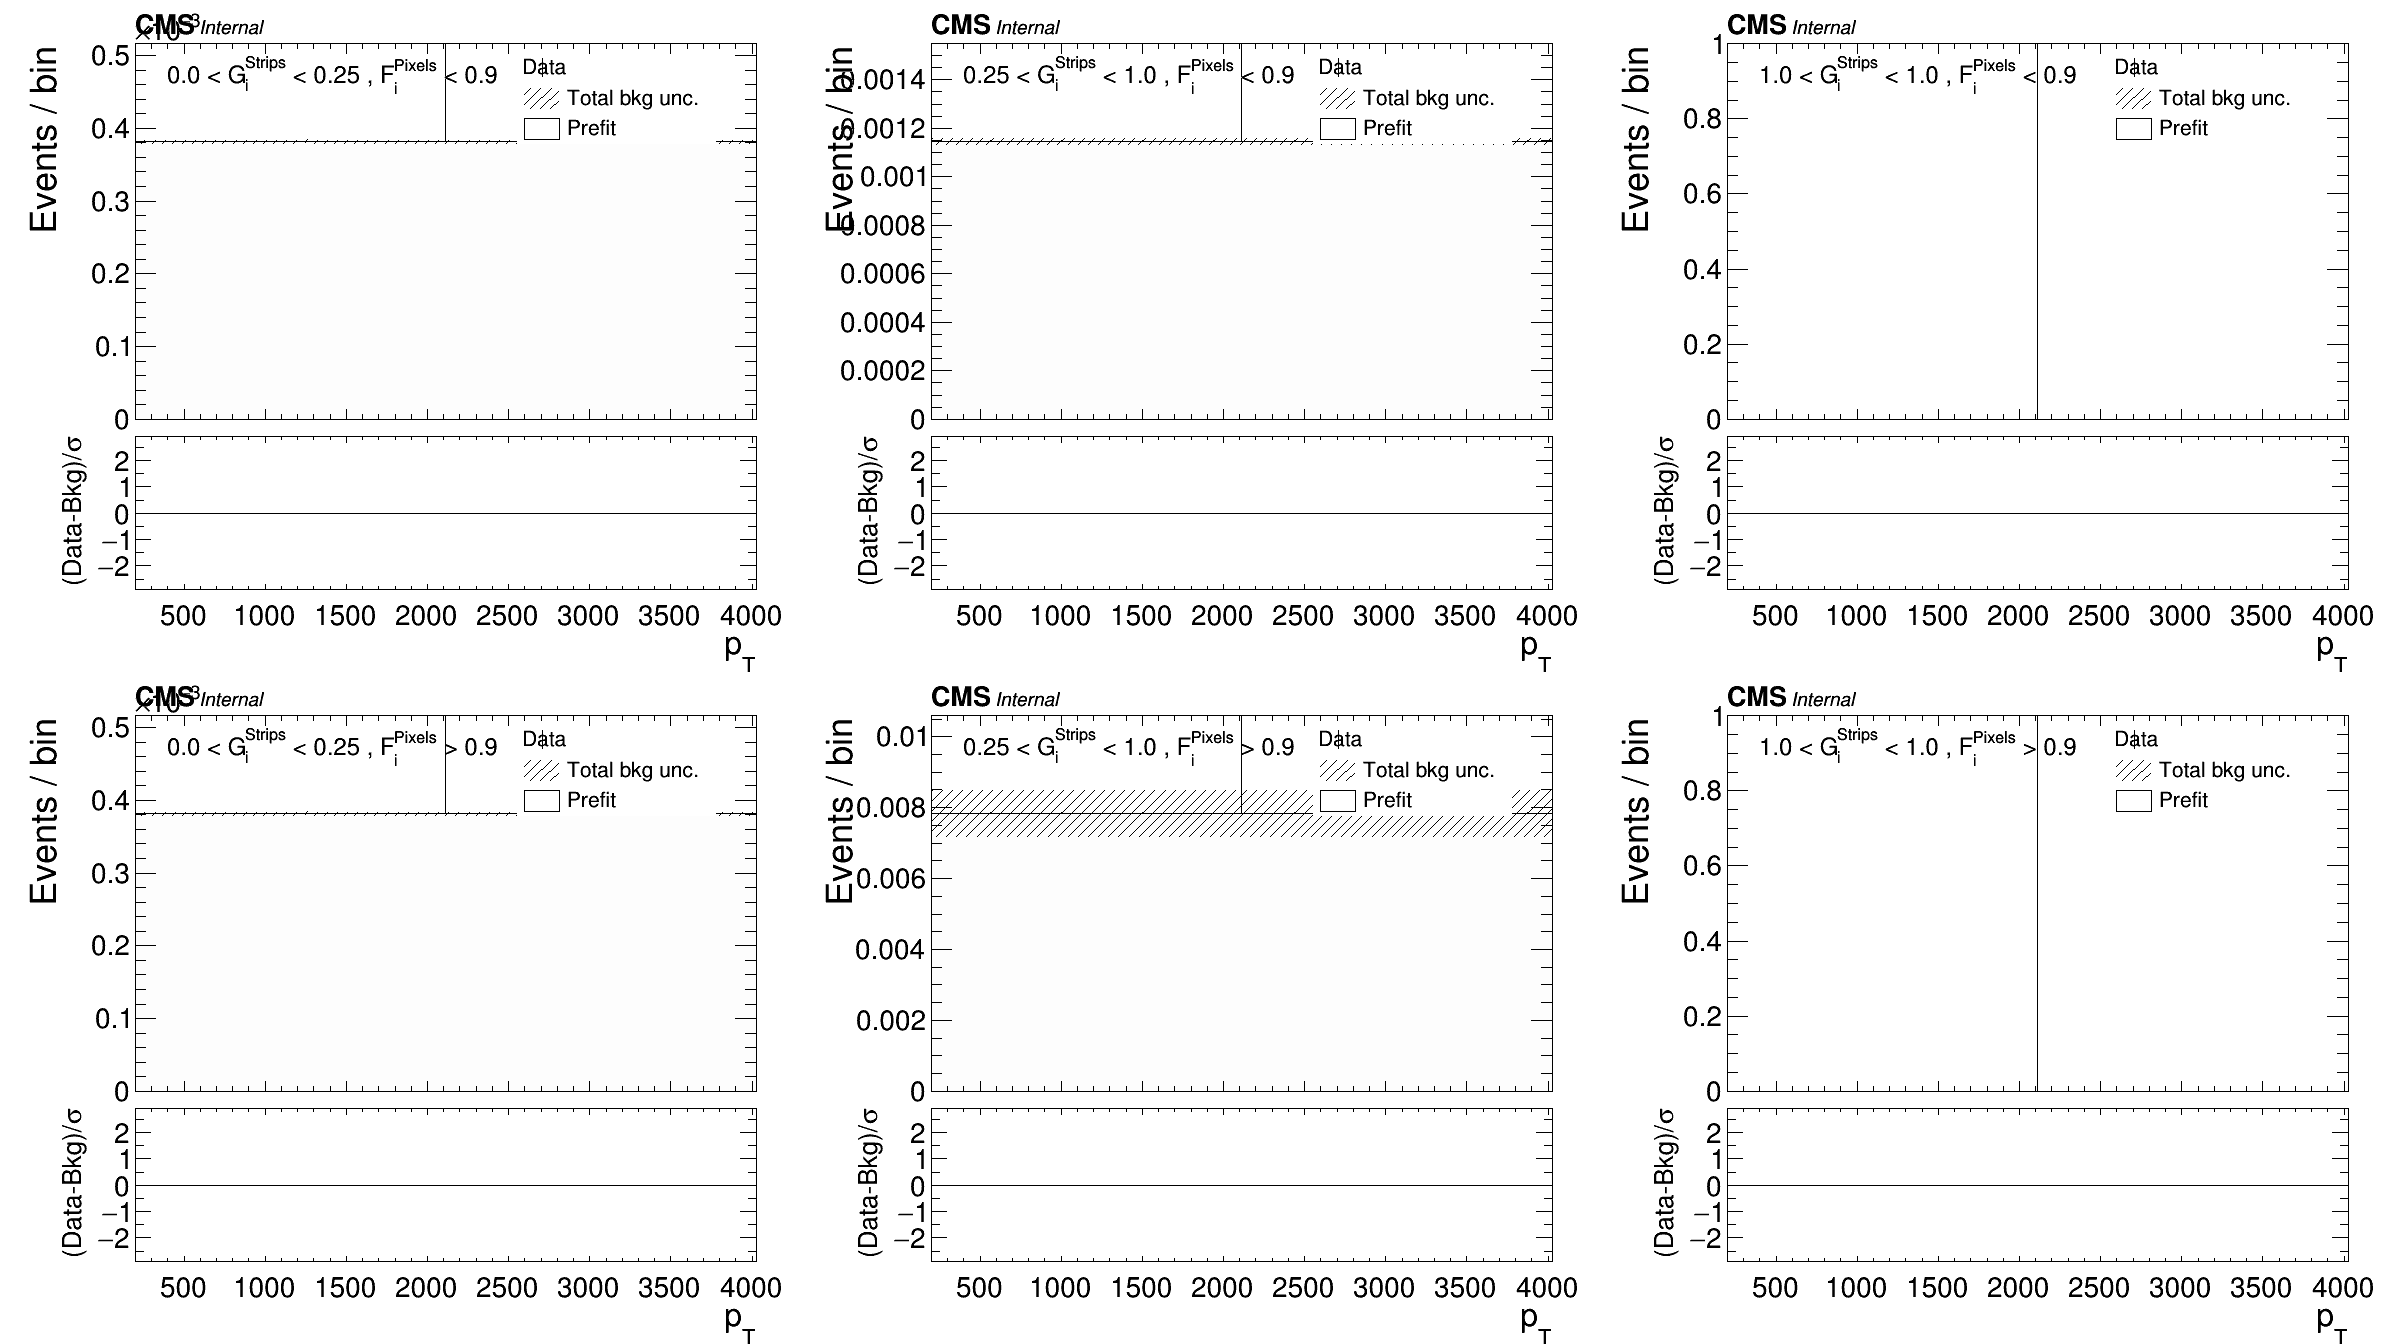 CMS Internal
×10⁻³
Events / bin
0.0 < G_i^Strips < 0.25 , F_i^Pixels < 0.9
Data
Total bkg unc.
Prefit
0.5
0.4
0.3
0.2
0.1
0
(Data-Bkg)/σ
2
1
0
−1
−2
500 1000 1500 2000 2500 3000 3500 4000
p_T
CMS Internal
Events / bin
0.25 < G_i^Strips < 1.0 , F_i^Pixels < 0.9
Data
Total bkg unc.
Prefit
0.0014
0.0012
0.001
0.0008
0.0006
0.0004
0.0002
0
(Data-Bkg)/σ
2
1
0
−1
−2
500 1000 1500 2000 2500 3000 3500 4000
p_T
CMS Internal
Events / bin
1.0 < G_i^Strips < 1.0 , F_i^Pixels < 0.9
Data
Total bkg unc.
Prefit
1
0.8
0.6
0.4
0.2
0
(Data-Bkg)/σ
2
1
0
−1
−2
500 1000 1500 2000 2500 3000 3500 4000
p_T
CMS Internal
×10⁻³
Events / bin
0.0 < G_i^Strips < 0.25 , F_i^Pixels > 0.9
Data
Total bkg unc.
Prefit
0.5
0.4
0.3
0.2
0.1
0
(Data-Bkg)/σ
2
1
0
−1
−2
500 1000 1500 2000 2500 3000 3500 4000
p_T
CMS Internal
Events / bin
0.25 < G_i^Strips < 1.0 , F_i^Pixels > 0.9
Data
Total bkg unc.
Prefit
0.01
0.008
0.006
0.004
0.002
0
(Data-Bkg)/σ
2
1
0
−1
−2
500 1000 1500 2000 2500 3000 3500 4000
p_T
CMS Internal
Events / bin
1.0 < G_i^Strips < 1.0 , F_i^Pixels > 0.9
Data
Total bkg unc.
Prefit
1
0.8
0.6
0.4
0.2
0
(Data-Bkg)/σ
2
1
0
−1
−2
500 1000 1500 2000 2500 3000 3500 4000
p_T